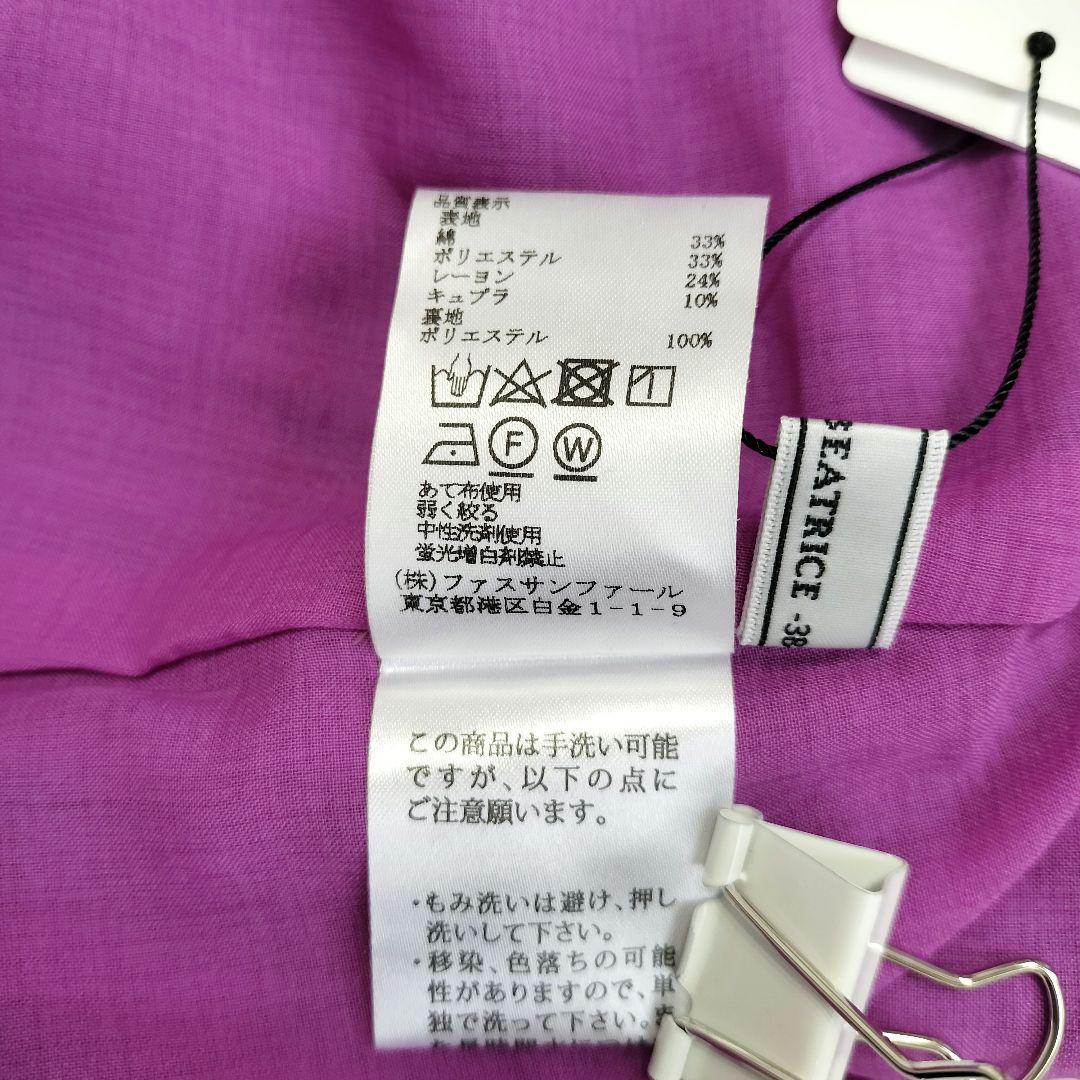 品質表示
表地
綿 33%
ポリエステル 33%
レーヨン 24%
キュプラ 10%
裏地
ポリエステル 100%
F W
あて布使用
弱く絞る
中性洗剤使用
蛍光増白剤禁止
(株)ファスサンファール
東京都港区白金1-1-9
この商品は手洗い可能
ですが、以下の点に
ご注意願います。
・もみ洗いは避け、押し
洗いして下さい。
・移染、色落ちの可能
性がありますので、単
独で洗って下さい。
BEATRICE -38